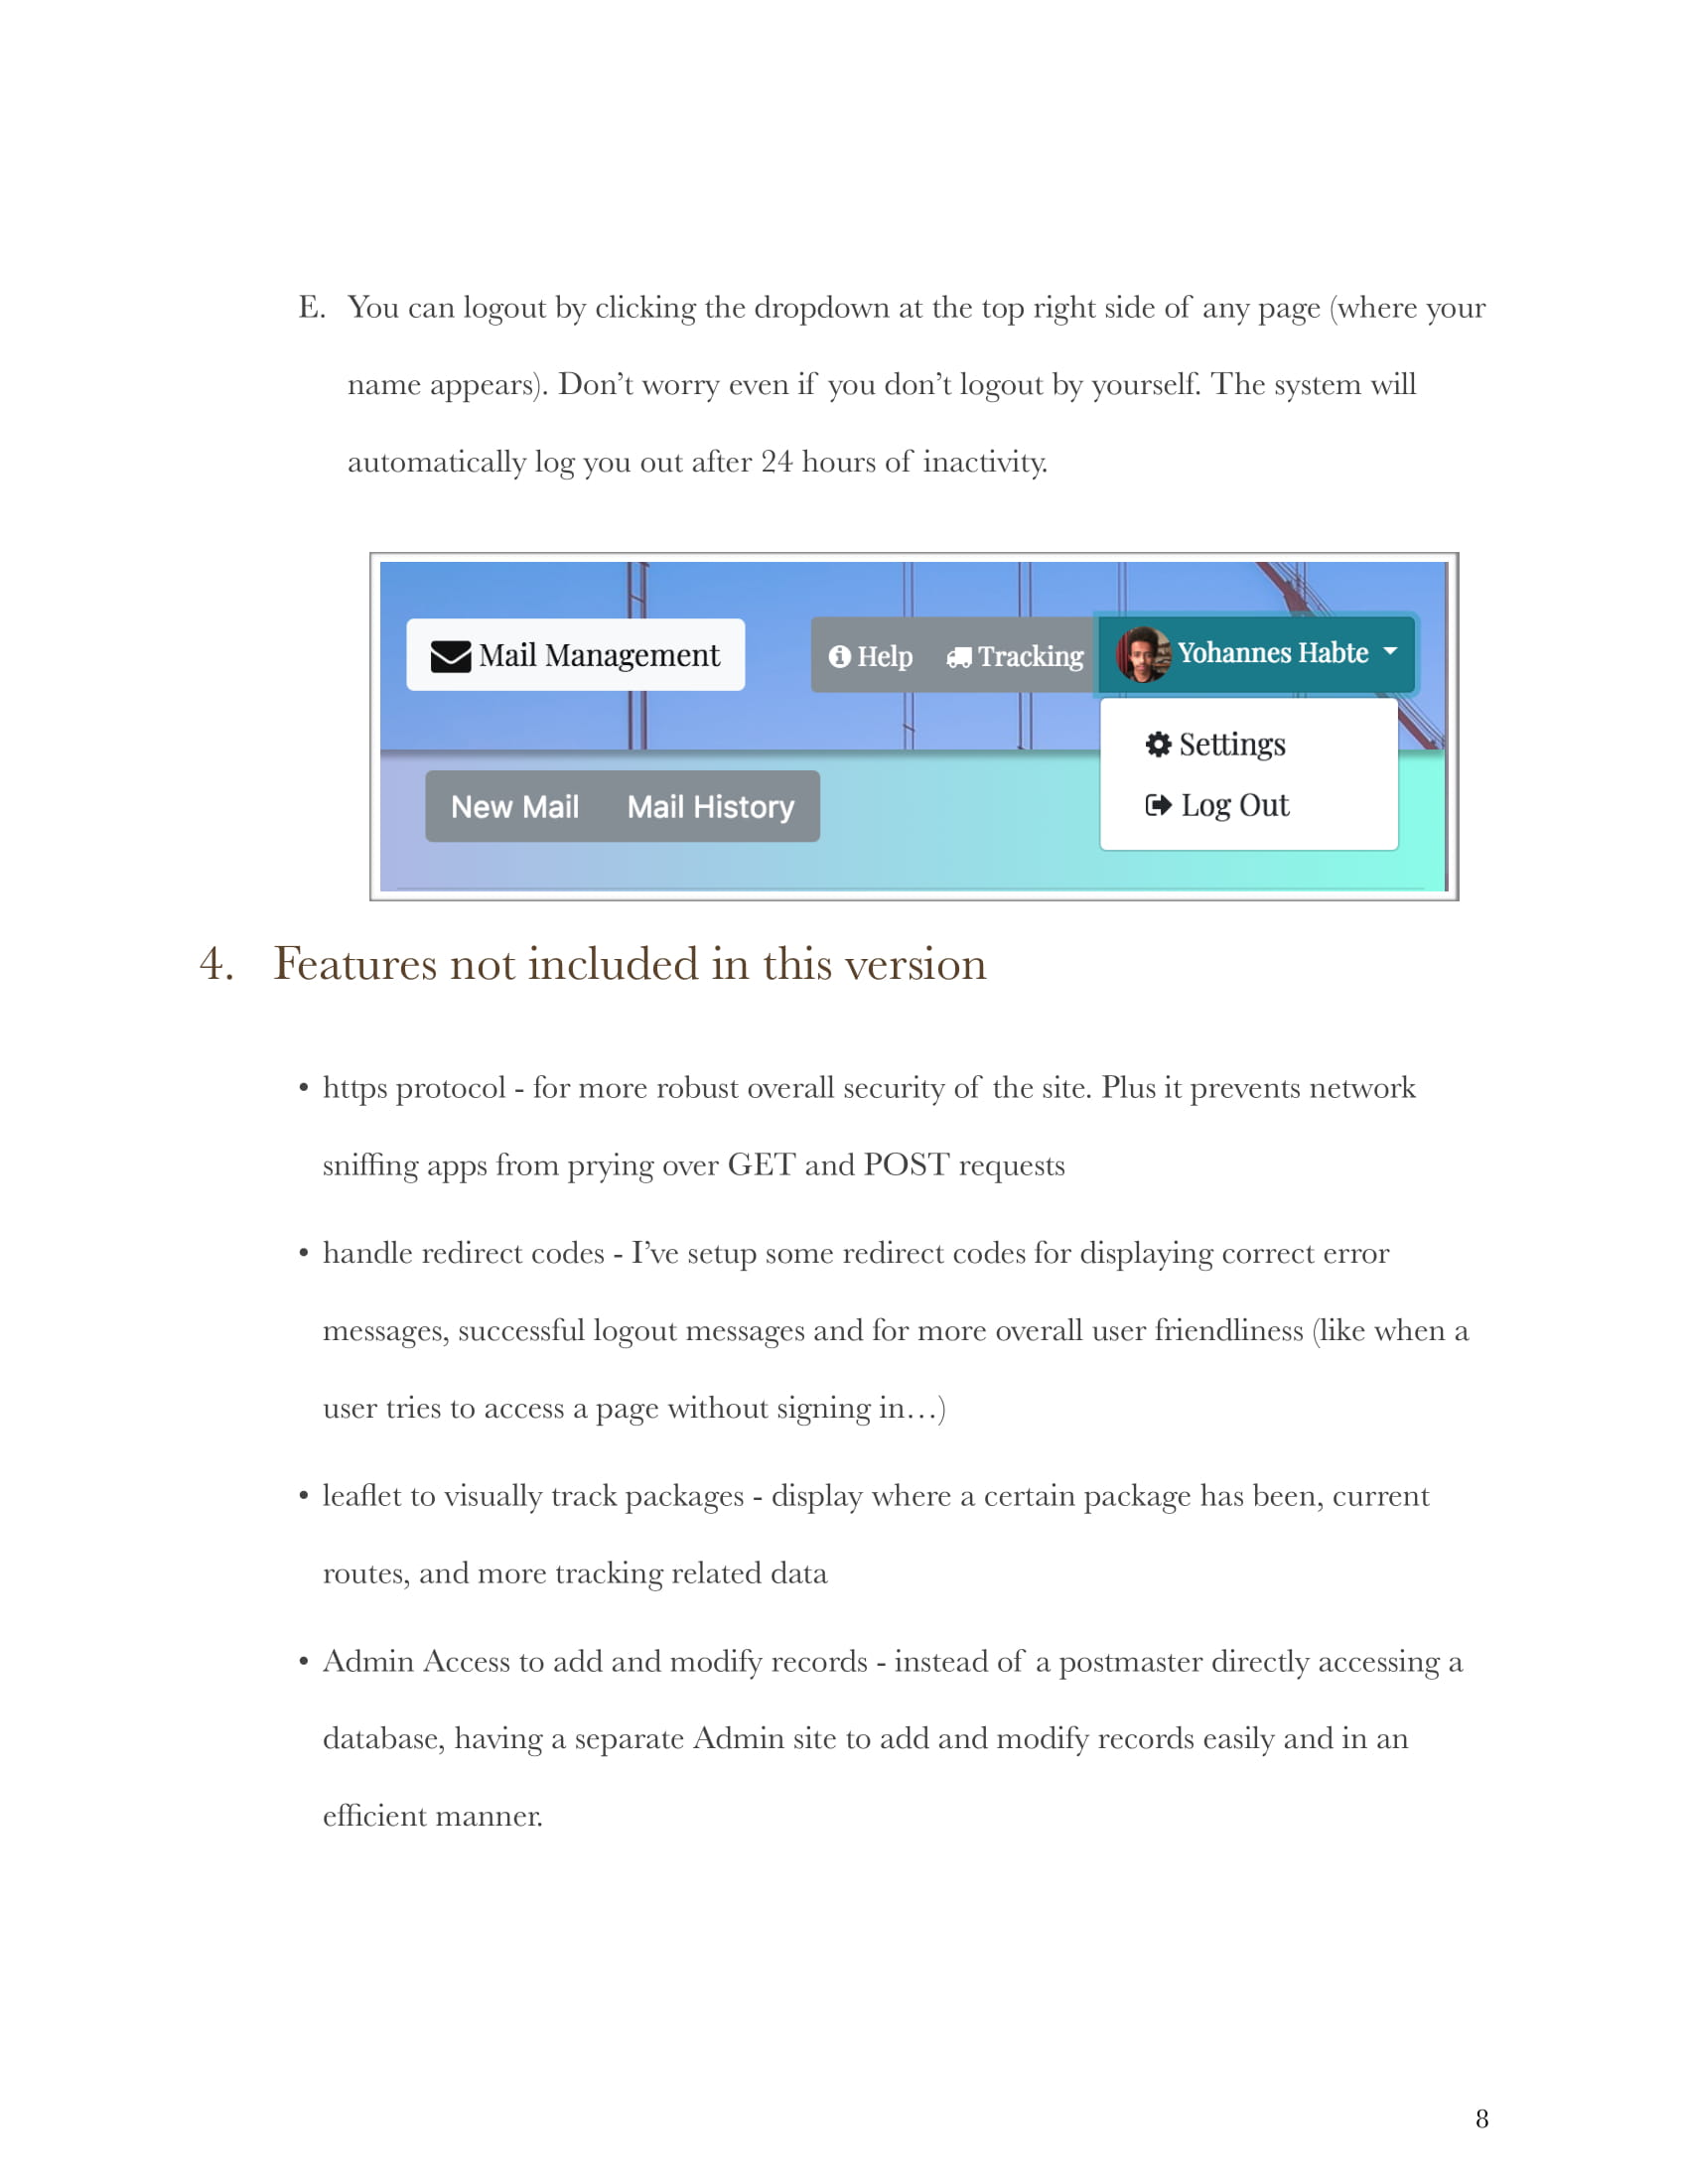 E. You can logout by clicking the dropdown at the top right side of any page (where your
name appears). Don’t worry even if you don’t logout by yourself. The system will
automatically log you out after 24 hours of inactivity.
Mail Management
Help Tracking Yohannes Habte
Settings
New Mail Mail History
Log Out
4. Features not included in this version
• https protocol - for more robust overall security of the site. Plus it prevents network
sniffing apps from prying over GET and POST requests
• handle redirect codes - I’ve setup some redirect codes for displaying correct error
messages, successful logout messages and for more overall user friendliness (like when a
user tries to access a page without signing in…)
• leaflet to visually track packages - display where a certain package has been, current
routes, and more tracking related data
• Admin Access to add and modify records - instead of a postmaster directly accessing a
database, having a separate Admin site to add and modify records easily and in an
efficient manner.
8